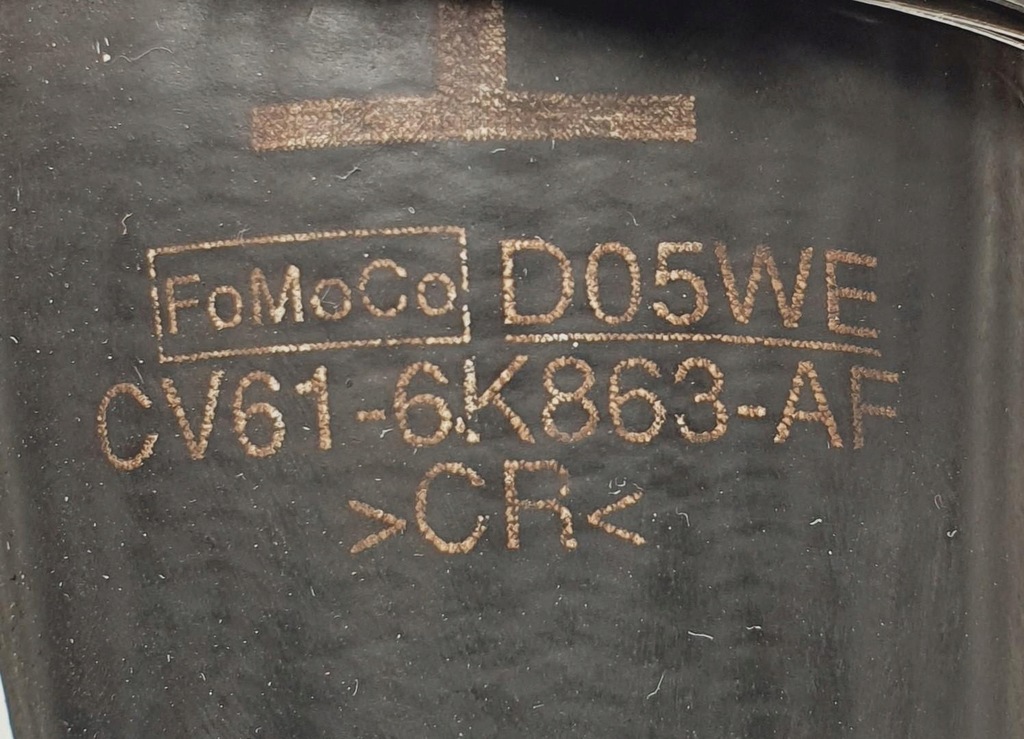 FoMoCo D05WE
CV61-6K863-AF
>CR<